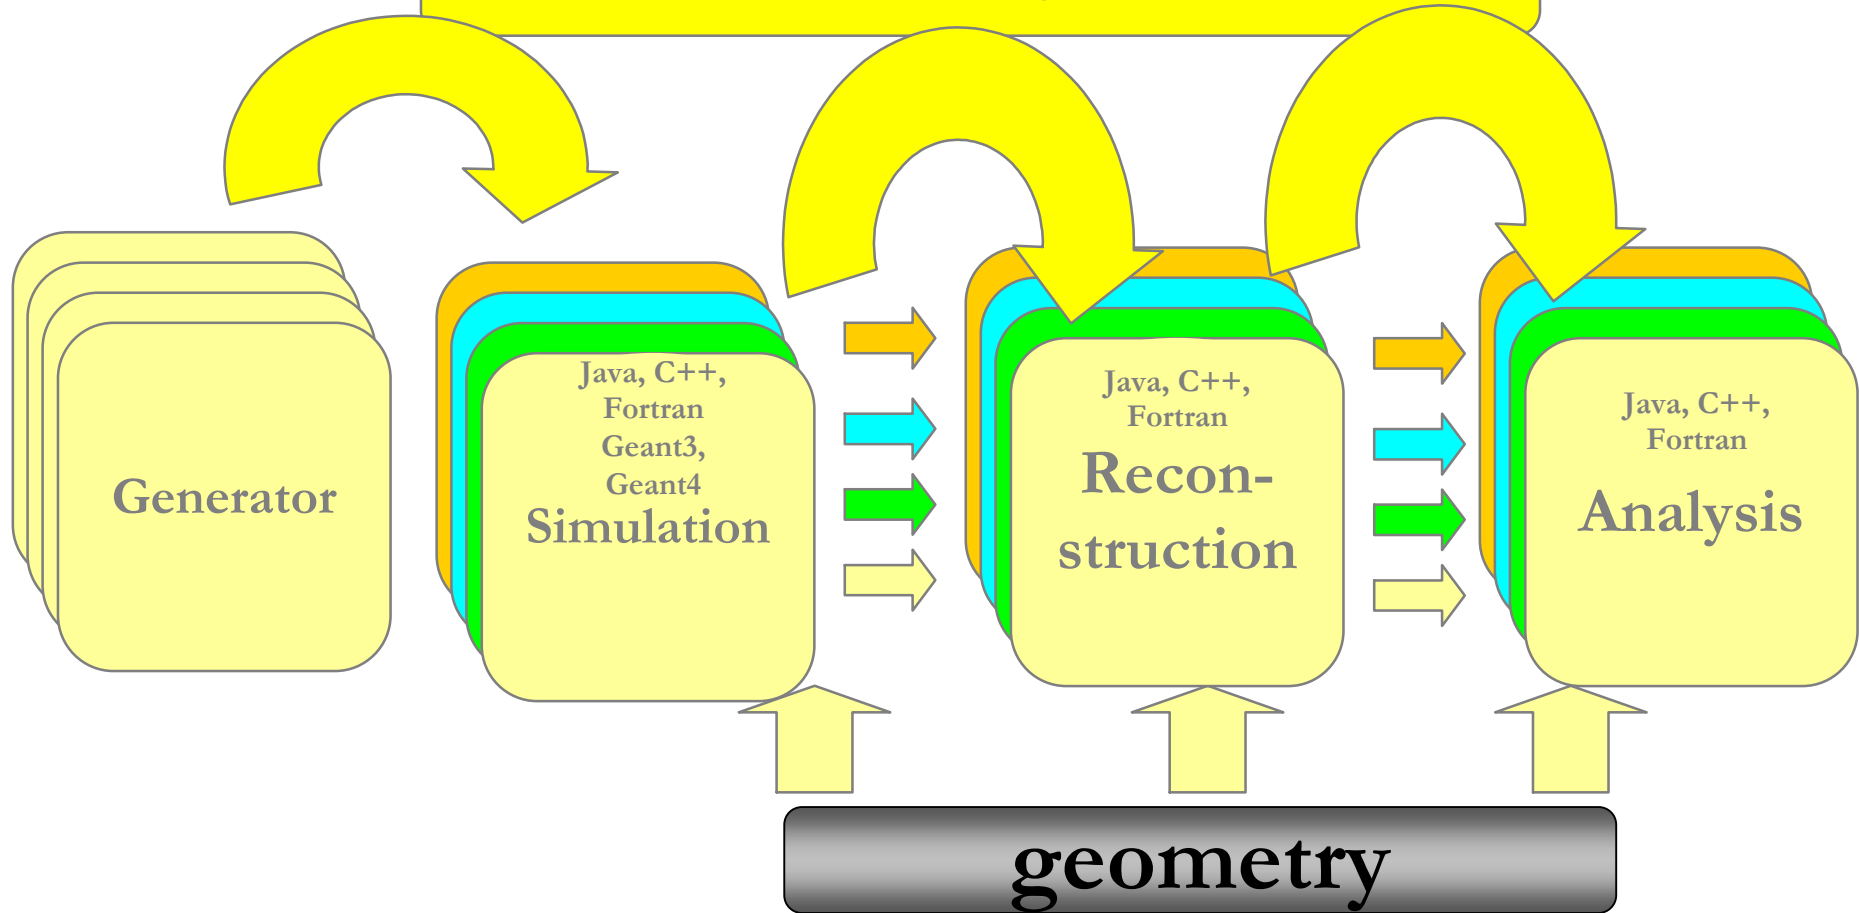 Generator
Java, C++,
Fortran
Geant3,
Geant4
Simulation
Java, C++,
Fortran
Recon-
struction
Java, C++,
Fortran
Analysis
geometry